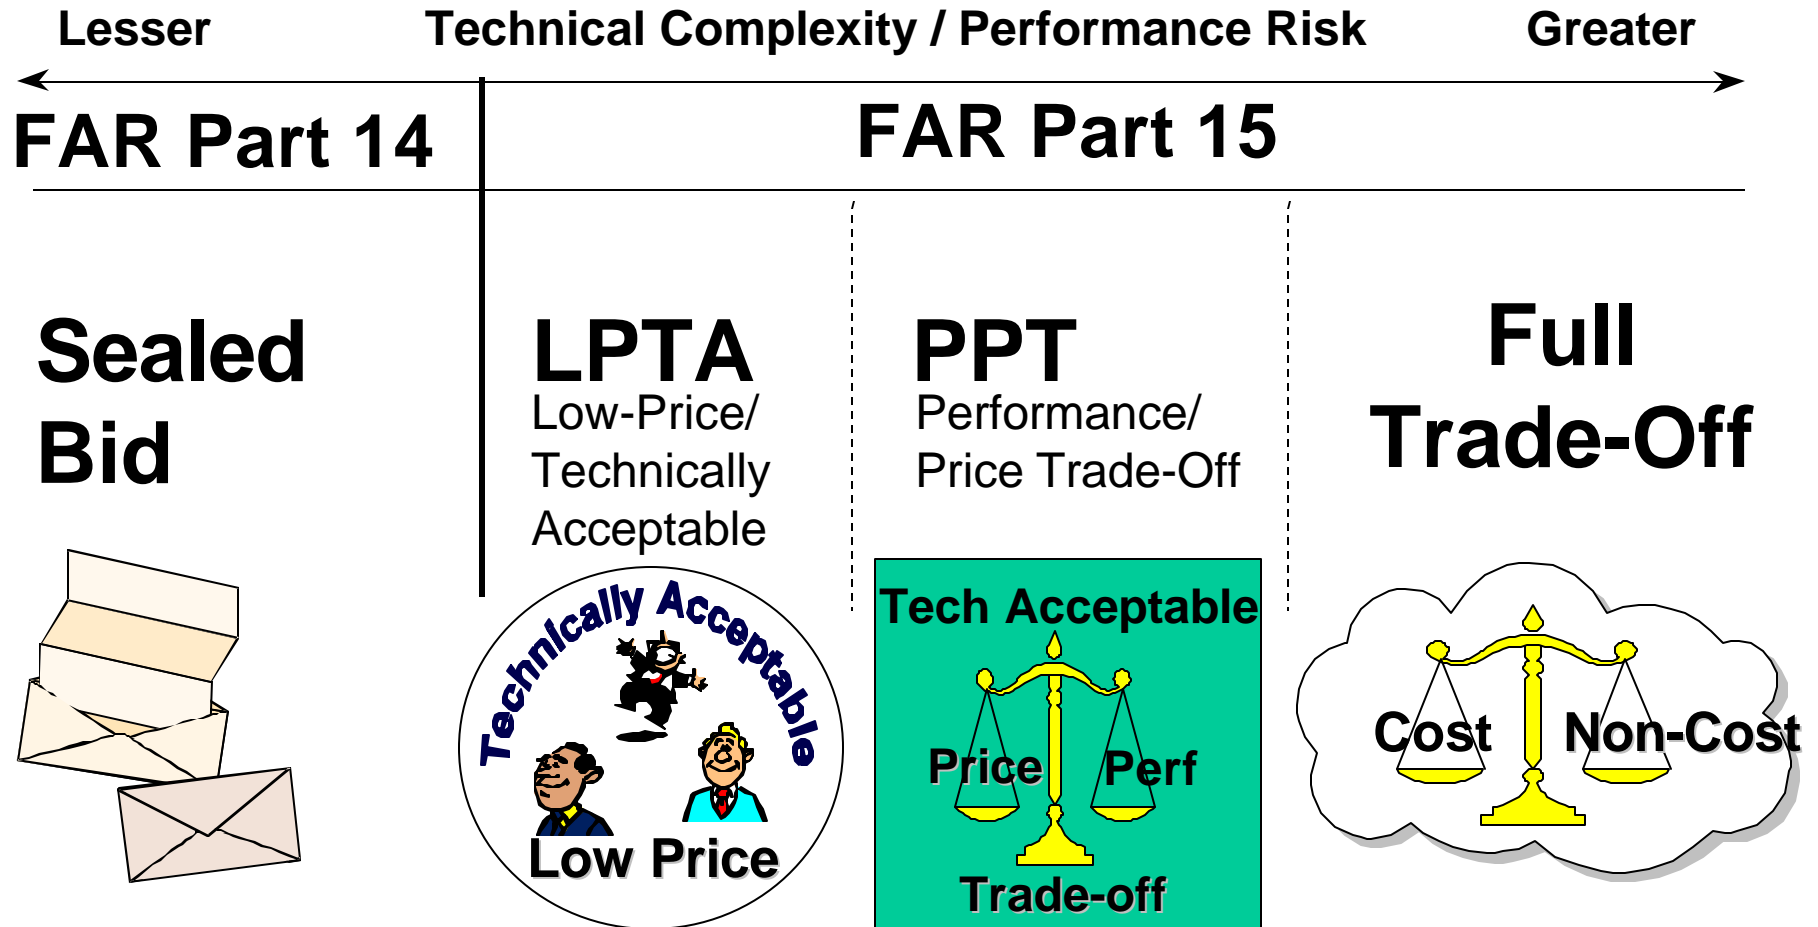 Lesser Technical Complexity / Performance Risk Greater
FAR Part 14
FAR Part 15
Sealed
Bid
LPTA
Low-Price/
Technically
Acceptable
PPT
Performance/
Price Trade-Off
Full
Trade-Off
Technically Acceptable
Low Price
Tech Acceptable
Price Perf
Trade-off
Cost Non-Cost